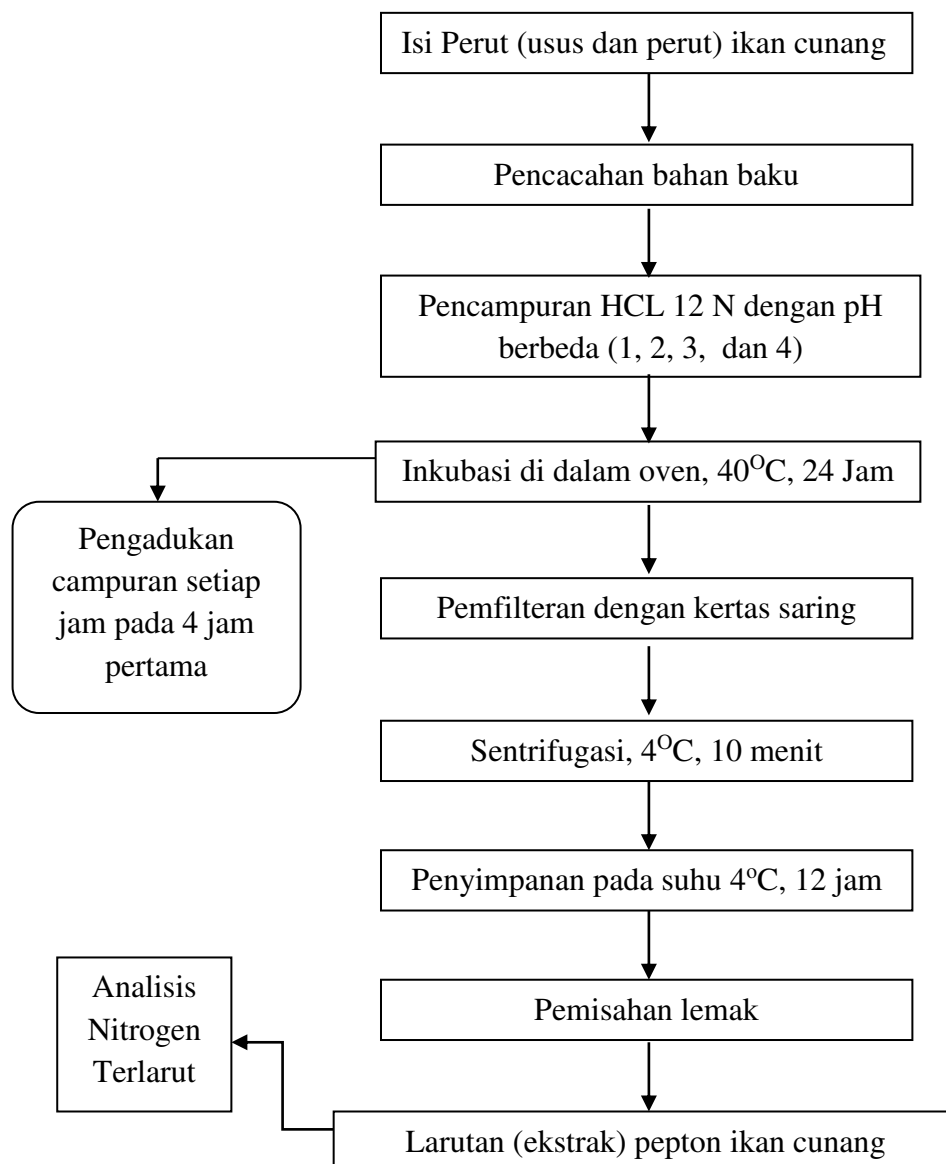 Isi Perut (usus dan perut) ikan cunang
Pencacahan bahan baku
Pencampuran HCL 12 N dengan pH
berbeda (1, 2, 3, dan 4)
Inkubasi di dalam oven, 40ᴼC, 24 Jam
Pengadukan
campuran setiap
jam pada 4 jam
pertama
Pemfilteran dengan kertas saring
Sentrifugasi, 4ᴼC, 10 menit
Penyimpanan pada suhu 4ᵒC, 12 jam
Pemisahan lemak
Analisis
Nitrogen
Terlarut
Larutan (ekstrak) pepton ikan cunang